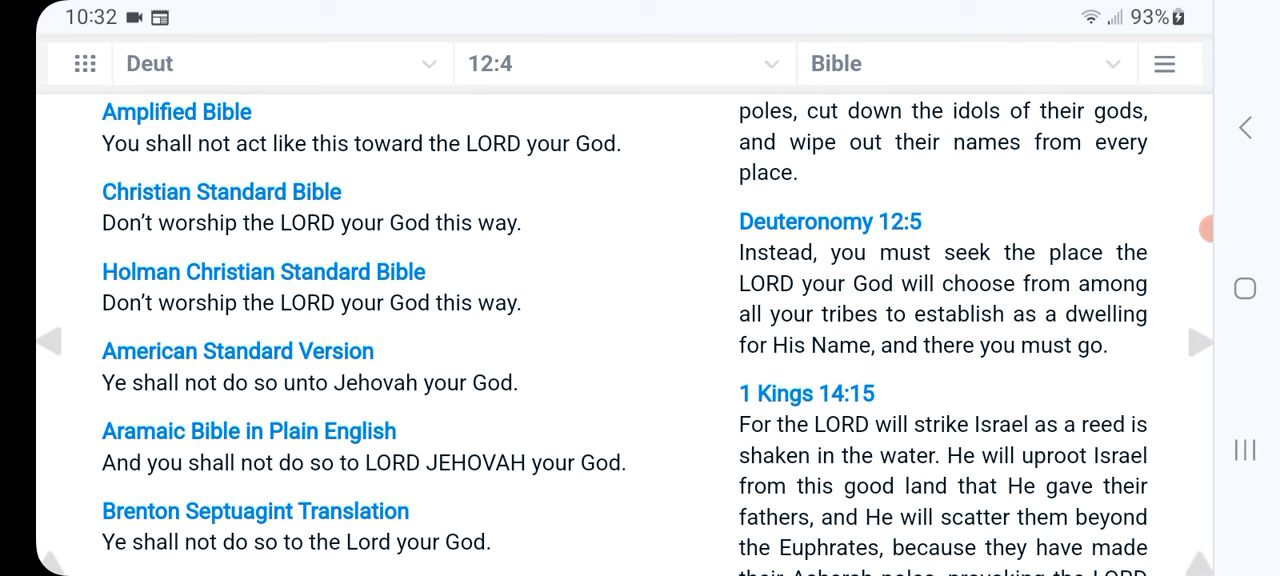 10:32 93%
Deut 12:4 Bible
Amplified Bible
You shall not act like this toward the LORD your God.
Christian Standard Bible
Don’t worship the LORD your God this way.
Holman Christian Standard Bible
Don’t worship the LORD your God this way.
American Standard Version
Ye shall not do so unto Jehovah your God.
Aramaic Bible in Plain English
And you shall not do so to LORD JEHOVAH your God.
Brenton Septuagint Translation
Ye shall not do so to the Lord your God.
poles, cut down the idols of their gods,
and wipe out their names from every
place.
Deuteronomy 12:5
Instead, you must seek the place the
LORD your God will choose from among
all your tribes to establish as a dwelling
for His Name, and there you must go.
1 Kings 14:15
For the LORD will strike Israel as a reed is
shaken in the water. He will uproot Israel
from this good land that He gave their
fathers, and He will scatter them beyond
the Euphrates, because they have made
their Asherah poles, provoking the LORD